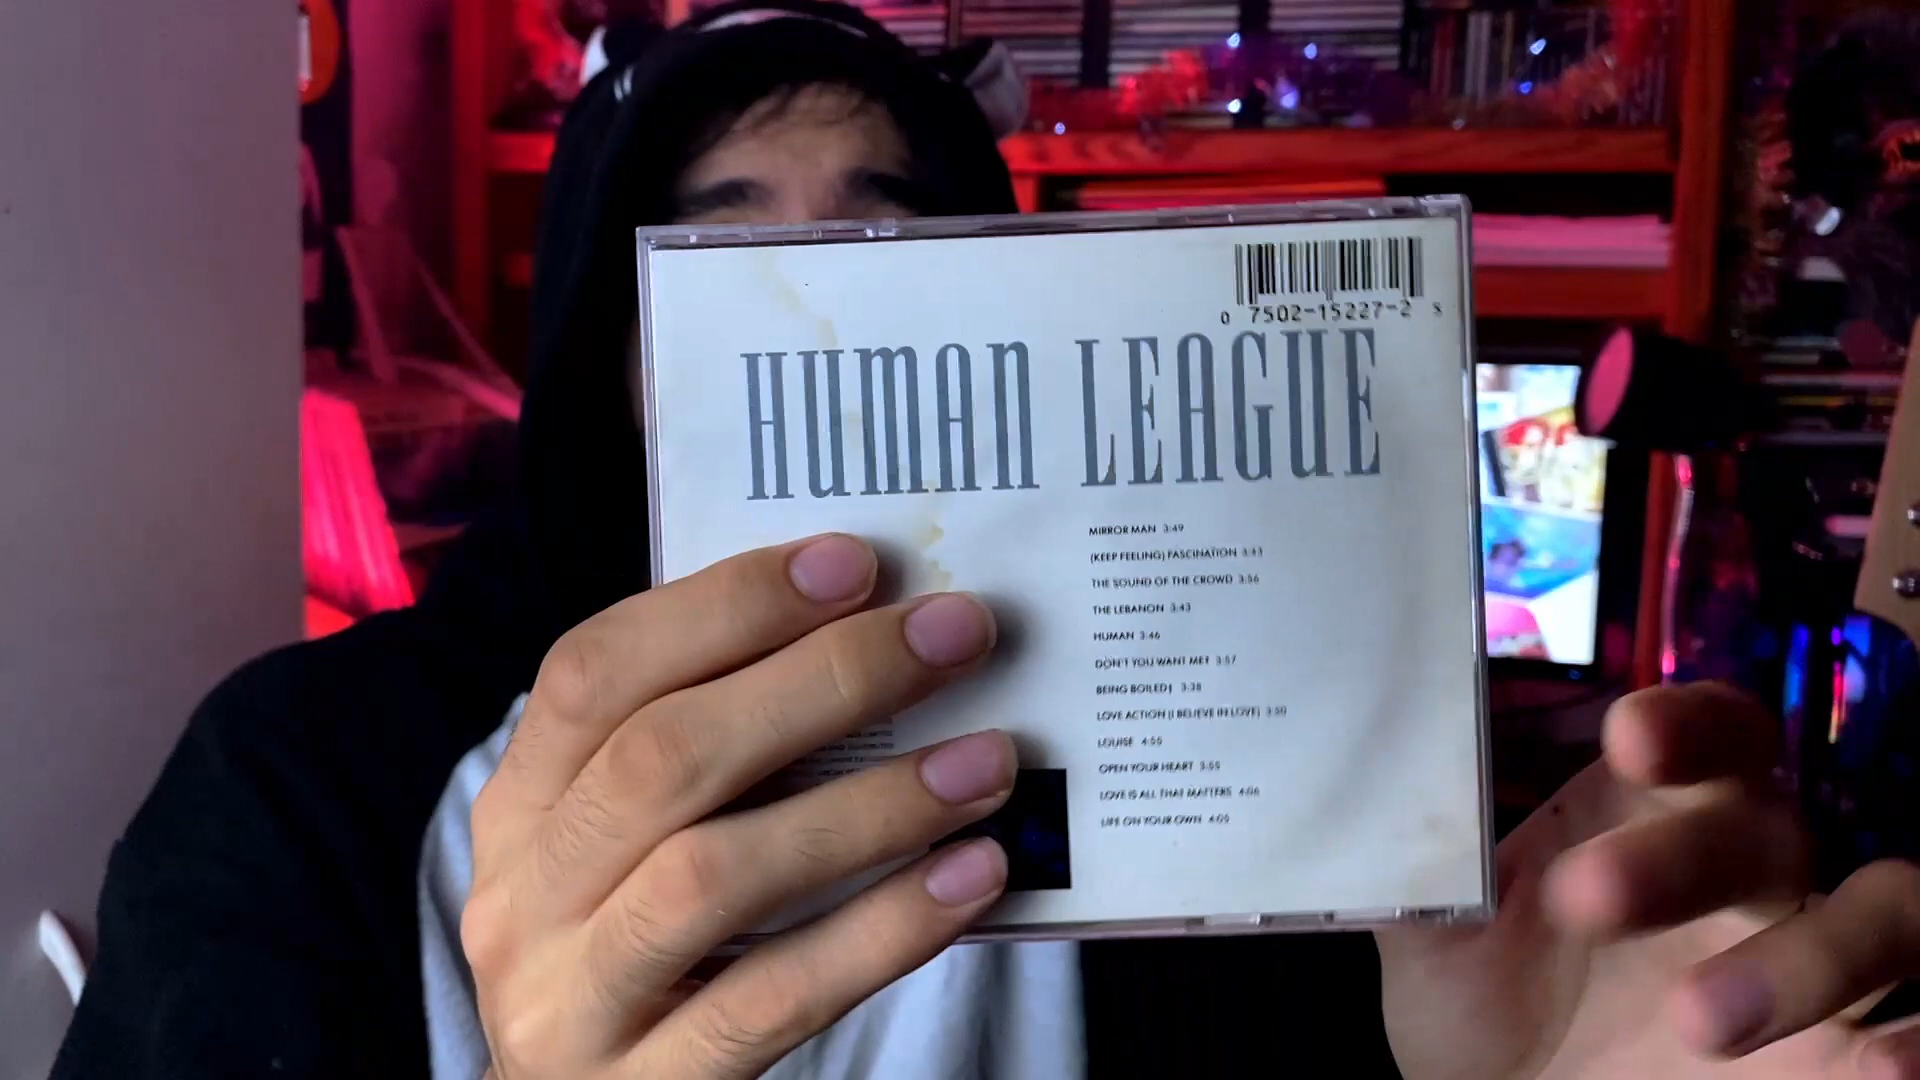 0 7502-15227-2 5
HUMAN LEAGUE
MIRROR MAN 3:49
(KEEP FEELING) FASCINATION 3:43
THE SOUND OF THE CROWD 3:56
THE LEBANON 3:43
HUMAN 3:46
DON'T YOU WANT ME? 3:57
BEING BOILED 3:38
LOVE ACTION (I BELIEVE IN LOVE) 3:50
LOUISE 4:55
OPEN YOUR HEART 3:55
LOVE IS ALL THAT MATTERS 4:06
LIFE ON YOUR OWN 4:05